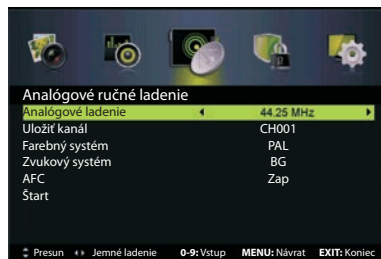 Analógové ručné ladenie
Analógové ladenie 44.25 MHz
Uložiť kanál CH001
Farebný systém PAL
Zvukový systém BG
AFC Zap
Štart
Presun Jemné ladenie 0-9: Vstup MENU: Návrat EXIT: Koniec